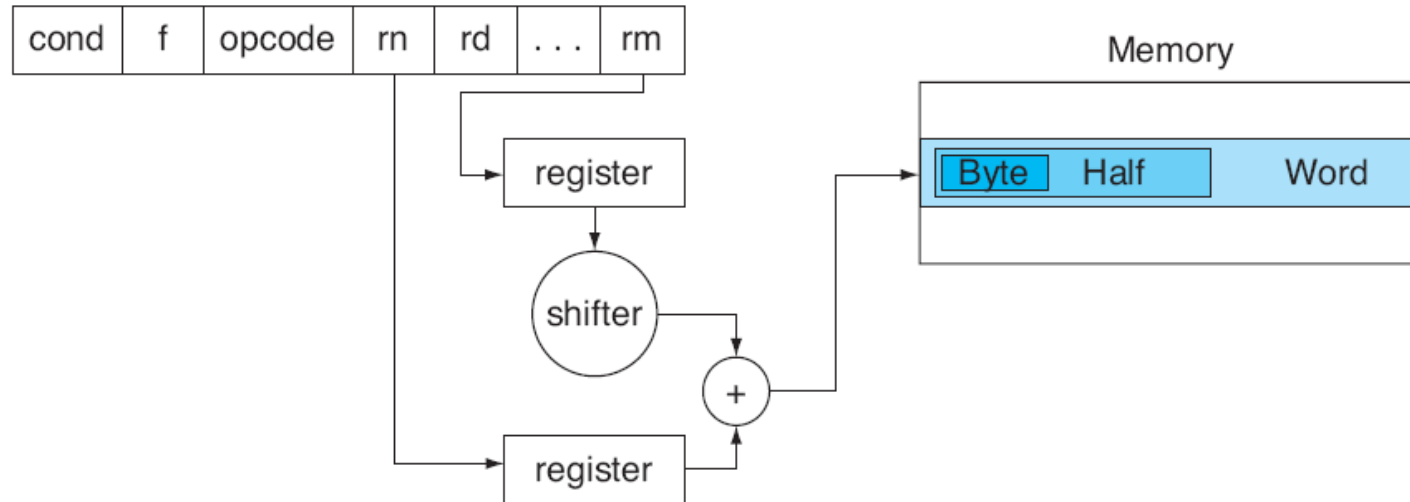 cond f opcode rn rd . . . rm
Memory
register
Byte Half Word
shifter
+
register